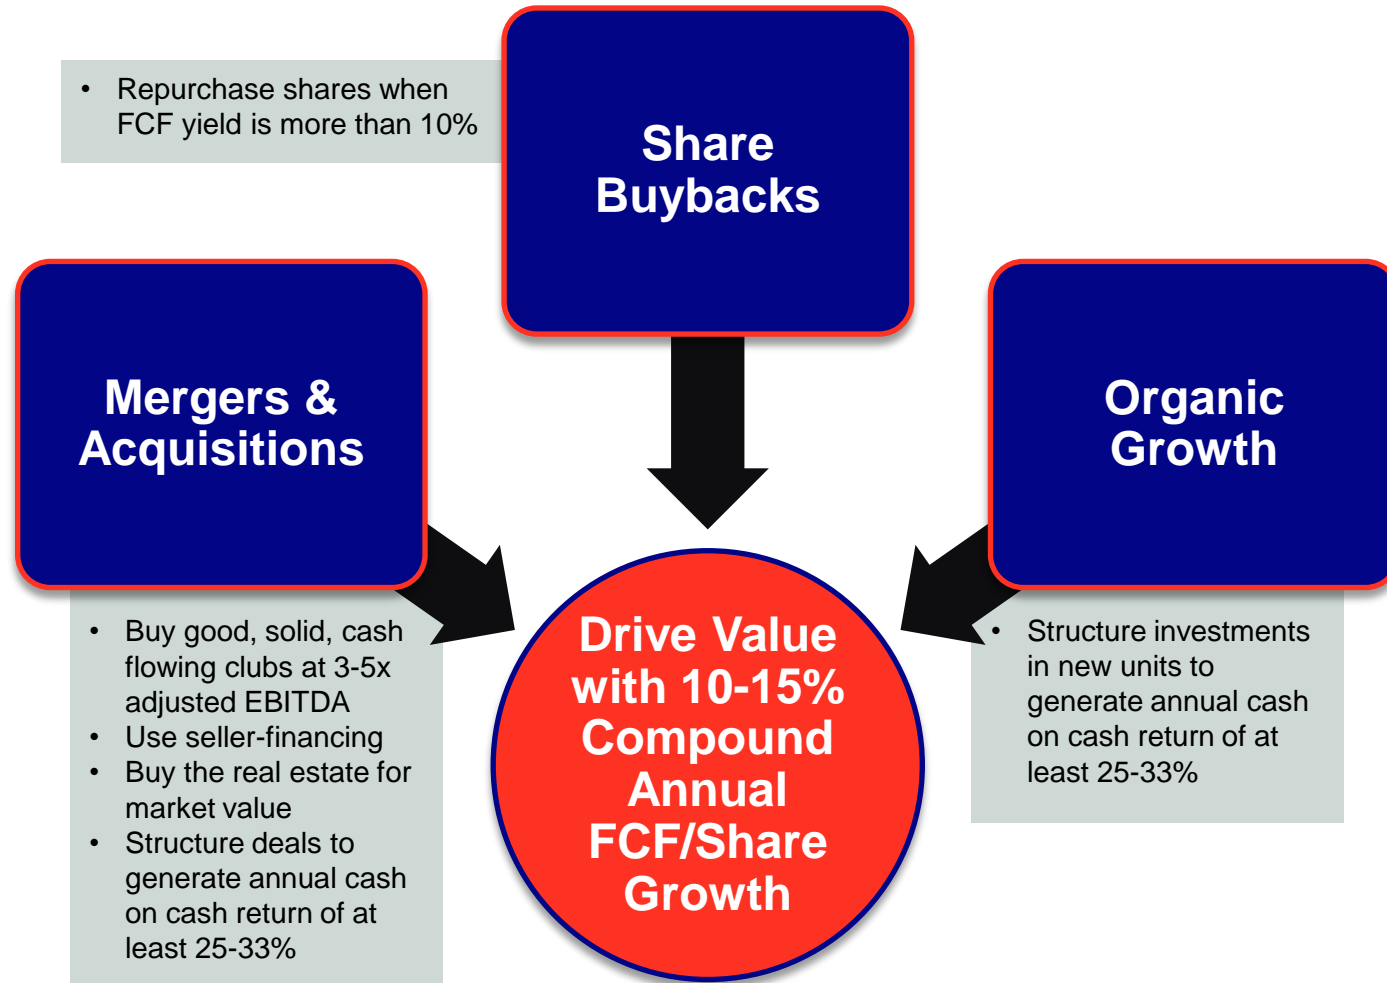 • Repurchase shares when
FCF yield is more than 10%
Share
Buybacks
Mergers &
Acquisitions
Organic
Growth
• Buy good, solid, cash
flowing clubs at 3-5x
adjusted EBITDA
• Use seller-financing
• Buy the real estate for
market value
• Structure deals to
generate annual cash
on cash return of at
least 25-33%
Drive Value
with 10-15%
Compound
Annual
FCF/Share
Growth
• Structure investments
in new units to
generate annual cash
on cash return of at
least 25-33%